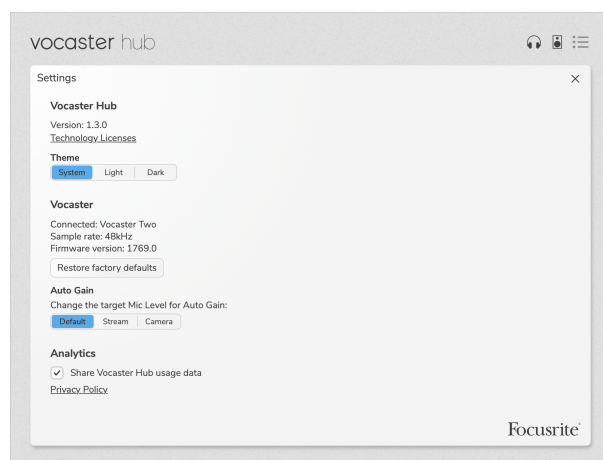 vocaster hub
Settings
Vocaster Hub
Version: 1.3.0
Technology Licenses
Theme
System Light Dark
Vocaster
Connected: Vocaster Two
Sample rate: 48kHz
Firmware version: 1769.0
Restore factory defaults
Auto Gain
Change the target Mic Level for Auto Gain:
Default Stream Camera
Analytics
Share Vocaster Hub usage data
Privacy Policy
Focusrite®